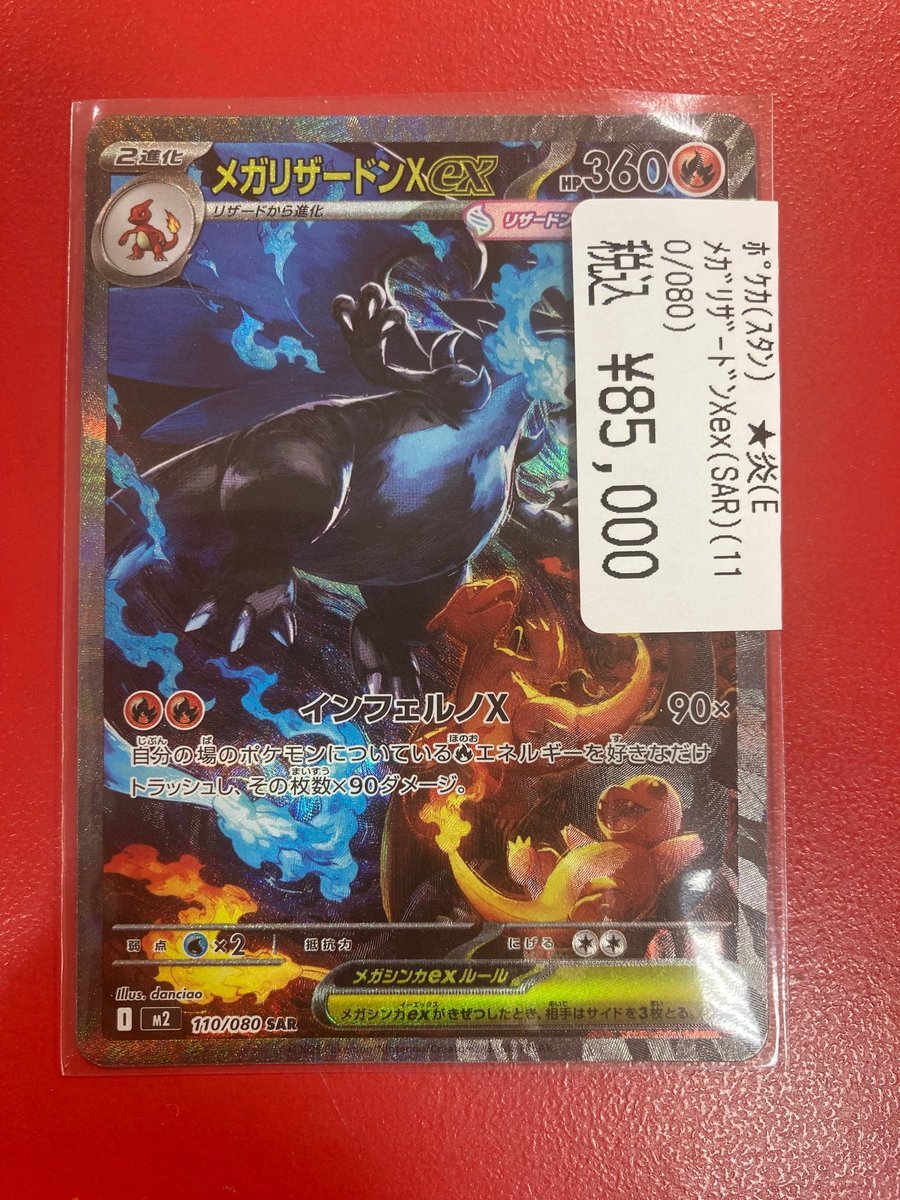 2進化
メガリザードンXex
HP360
リザードから進化
リザードン
インフェルノX
90×
自分の場のポケモンについているエネルギーを好きなだけ
トラッシュし、その枚数×90ダメージ。
弱点
×2
抵抗力
にげる
メガシンカexルール
メガシンカexがきぜつしたとき、相手はサイドを3枚とる。
Illus. danciao
I
M2
110/080 SAR
ポケカ(スタン) ★炎(E
メガリザードンXex(SAR)(11
0/080)
税込 ¥85,000